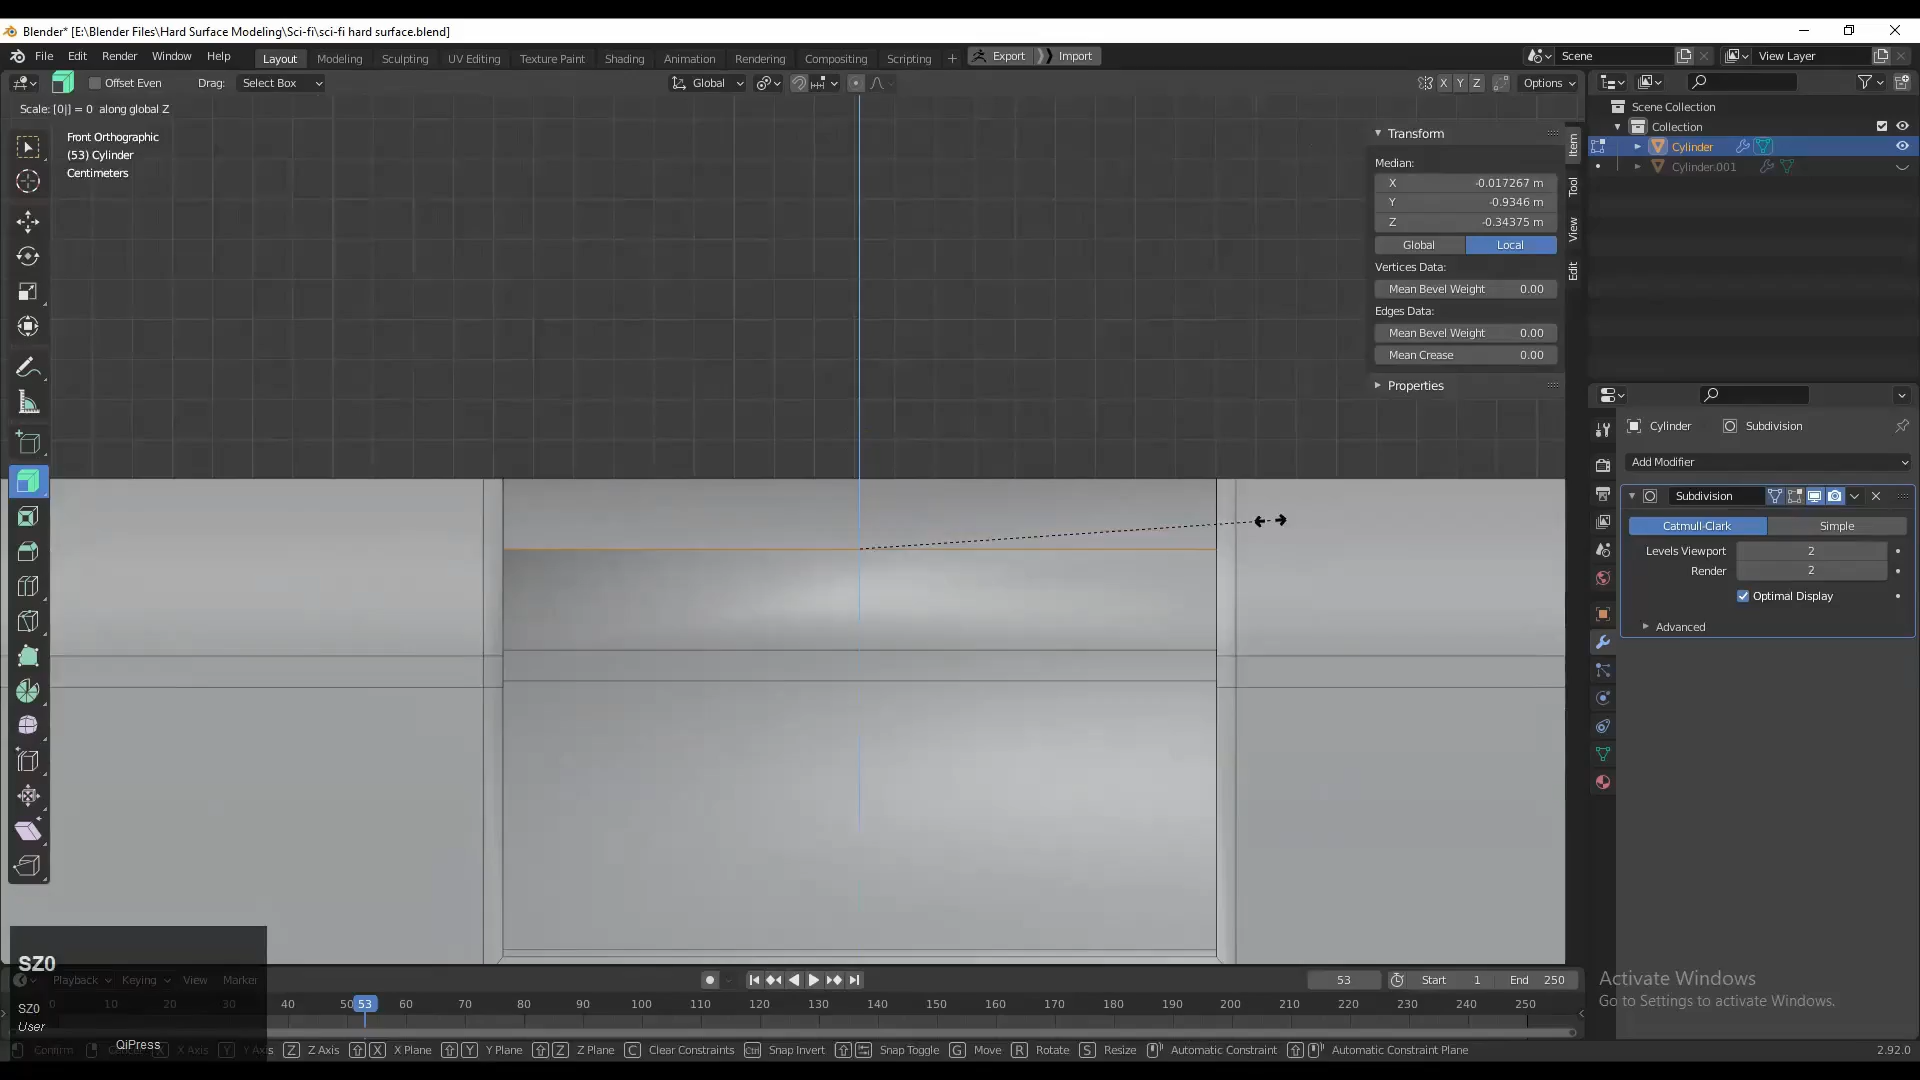 Blender* [E:\Blender Files\Hard Surface Modeling\Sci-fi\sci-fi hard surface.blend]
File Edit Render Window Help Layout Modeling Sculpting UV Editing Texture Paint Shading Animation Rendering Compositing Scripting + Export Import Scene View Layer
Offset Even Drag: Select Box Global X Y Z Options
Scale: [0|] = 0 along global Z
Scene Collection
Collection
Cylinder
Cylinder.001
Front Orthographic
(53) Cylinder
Centimeters
Transform
Median:
X -0.017267 m
Y -0.9346 m
Z -0.34375 m
Global Local
Vertices Data:
Mean Bevel Weight 0.00
Edges Data:
Mean Bevel Weight 0.00
Mean Crease 0.00
Properties
Item
Tool
View
Edit
Cylinder Subdivision
Add Modifier
Subdivision
Catmull-Clark Simple
Levels Viewport 2
Render 2
Optimal Display
Advanced
SZ0
SZ0
User
QiPress
Playback Keying View Marker 53 Start 1 End 250
0 10 20 30 40 50 53 60 70 80 90 100 110 120 130 140 150 160 170 180 190 200 210 220 230 240 250
Activate Windows
Go to Settings to activate Windows.
Confirm Cancel X X Axis Y Y Axis Z Z Axis X X Plane Y Y Plane Z Z Plane C Clear Constraints Ctrl Snap Invert Snap Toggle G Move R Rotate S Resize Automatic Constraint Automatic Constraint Plane 2.92.0